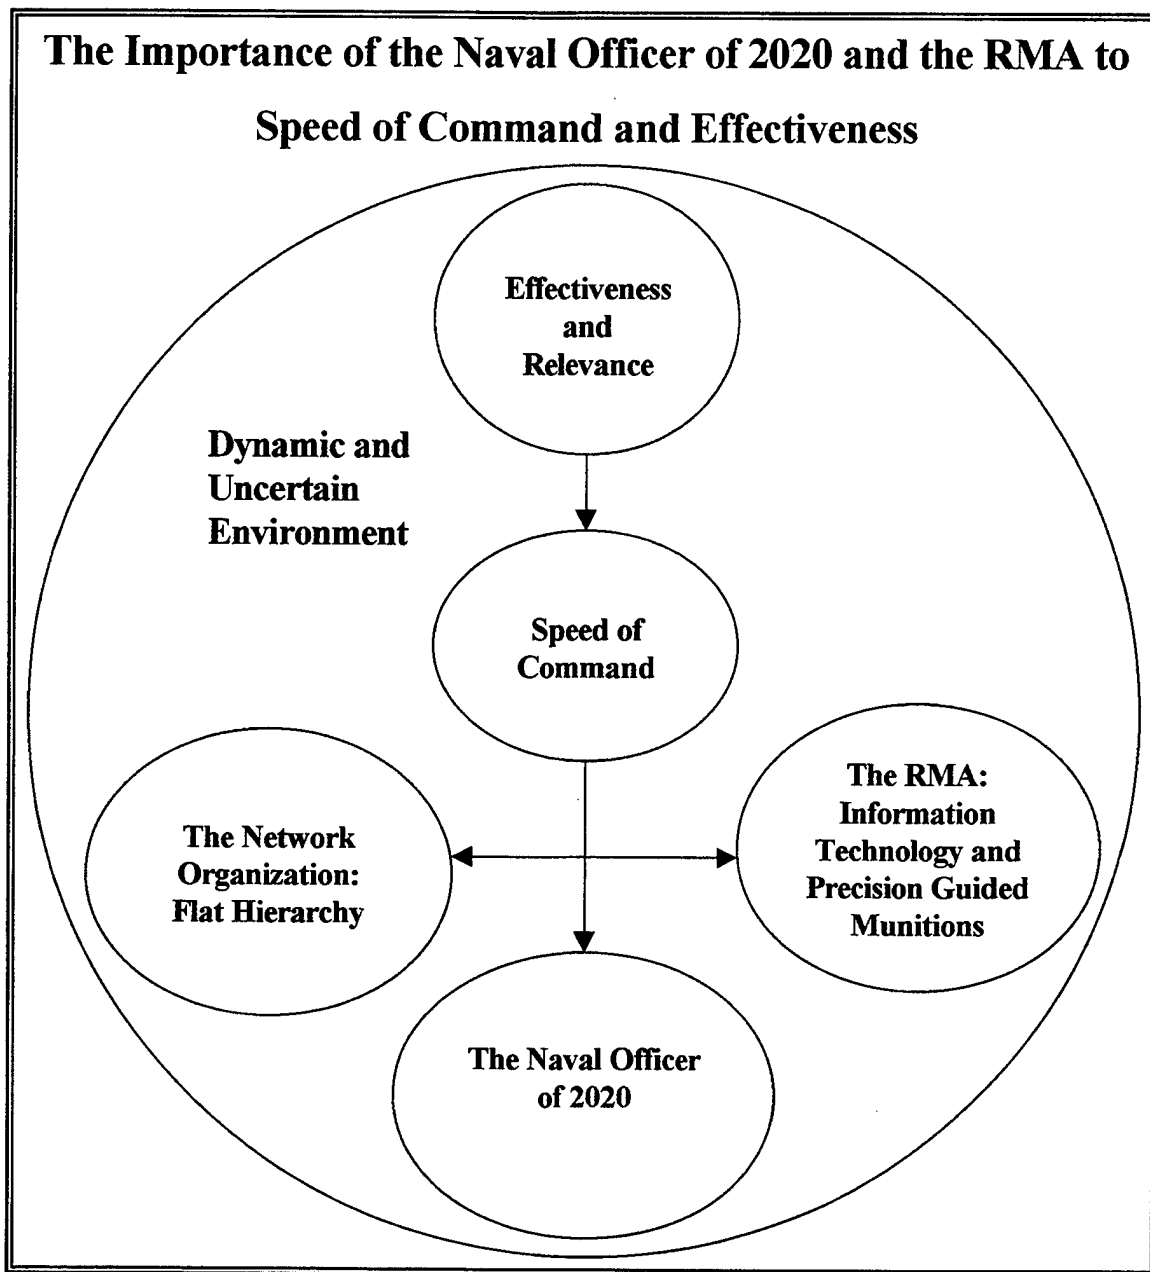 The Importance of the Naval Officer of 2020 and the RMA to
Speed of Command and Effectiveness
Effectiveness
and
Relevance
Dynamic and
Uncertain
Environment
Speed of
Command
The Network
Organization:
Flat Hierarchy
The RMA:
Information
Technology and
Precision Guided
Munitions
The Naval Officer
of 2020